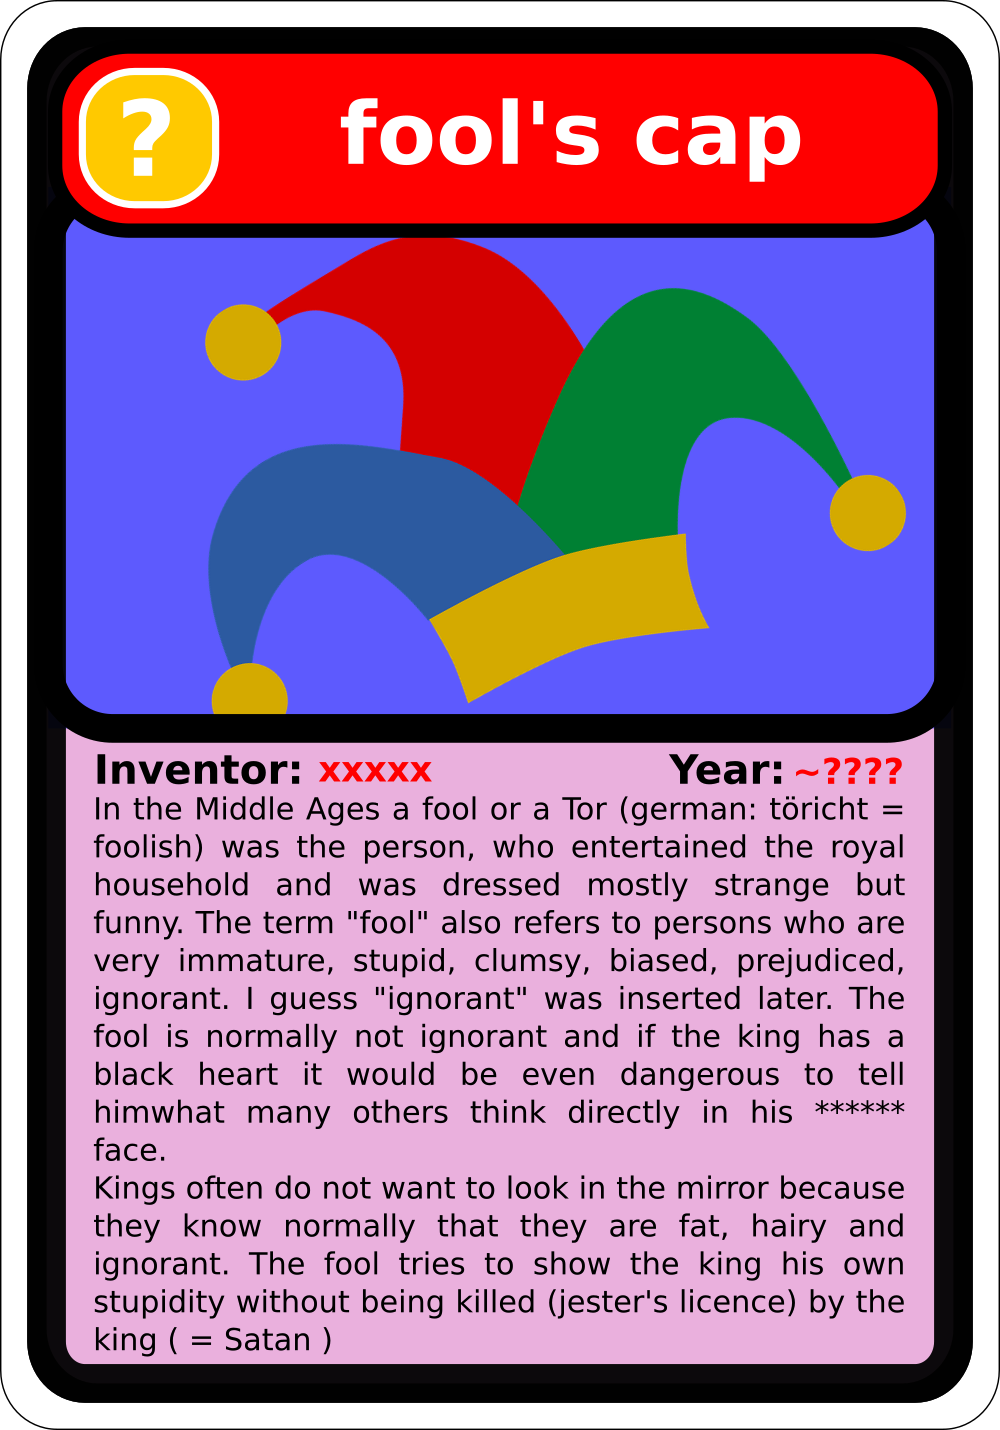 ?
fool's cap
Inventor: xxxxx Year: ~????
In the Middle Ages a fool or a Tor (german: töricht =
foolish) was the person, who entertained the royal
household and was dressed mostly strange but
funny. The term "fool" also refers to persons who are
very immature, stupid, clumsy, biased, prejudiced,
ignorant. I guess "ignorant" was inserted later. The
fool is normally not ignorant and if the king has a
black heart it would be even dangerous to tell
himwhat many others think directly in his ******
face.
Kings often do not want to look in the mirror because
they know normally that they are fat, hairy and
ignorant. The fool tries to show the king his own
stupidity without being killed (jester's licence) by the
king ( = Satan )